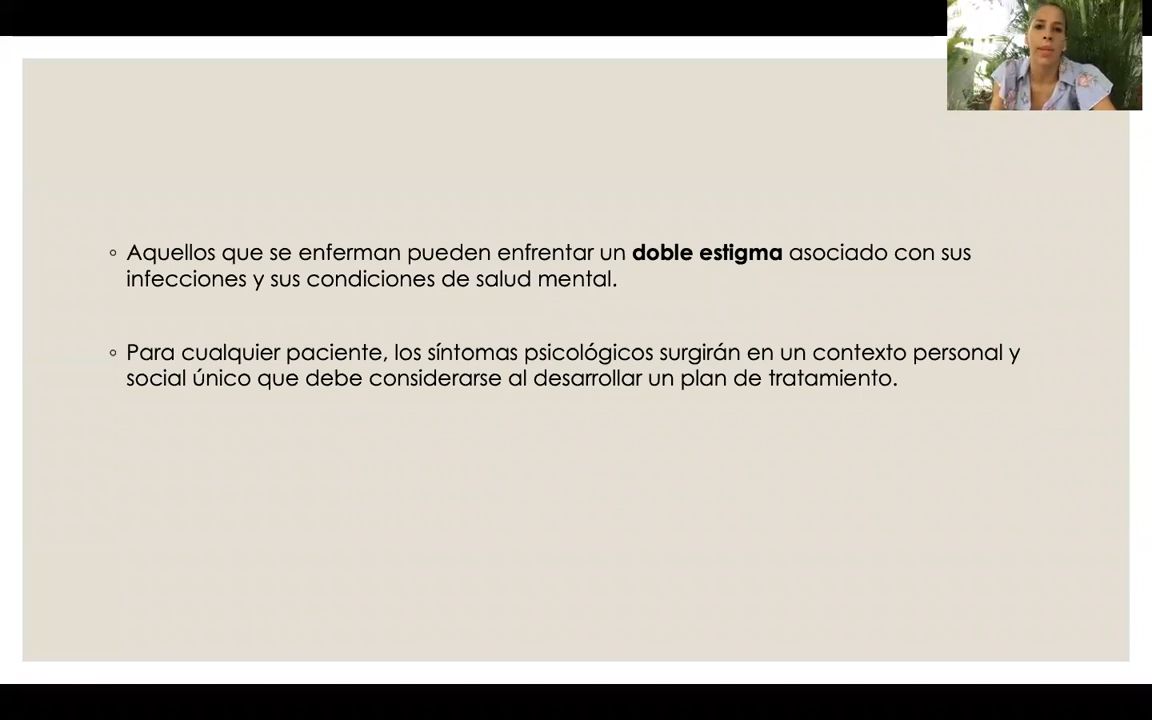 ◦ Aquellos que se enferman pueden enfrentar un doble estigma asociado con sus
infecciones y sus condiciones de salud mental.
◦ Para cualquier paciente, los síntomas psicológicos surgirán en un contexto personal y
social único que debe considerarse al desarrollar un plan de tratamiento.